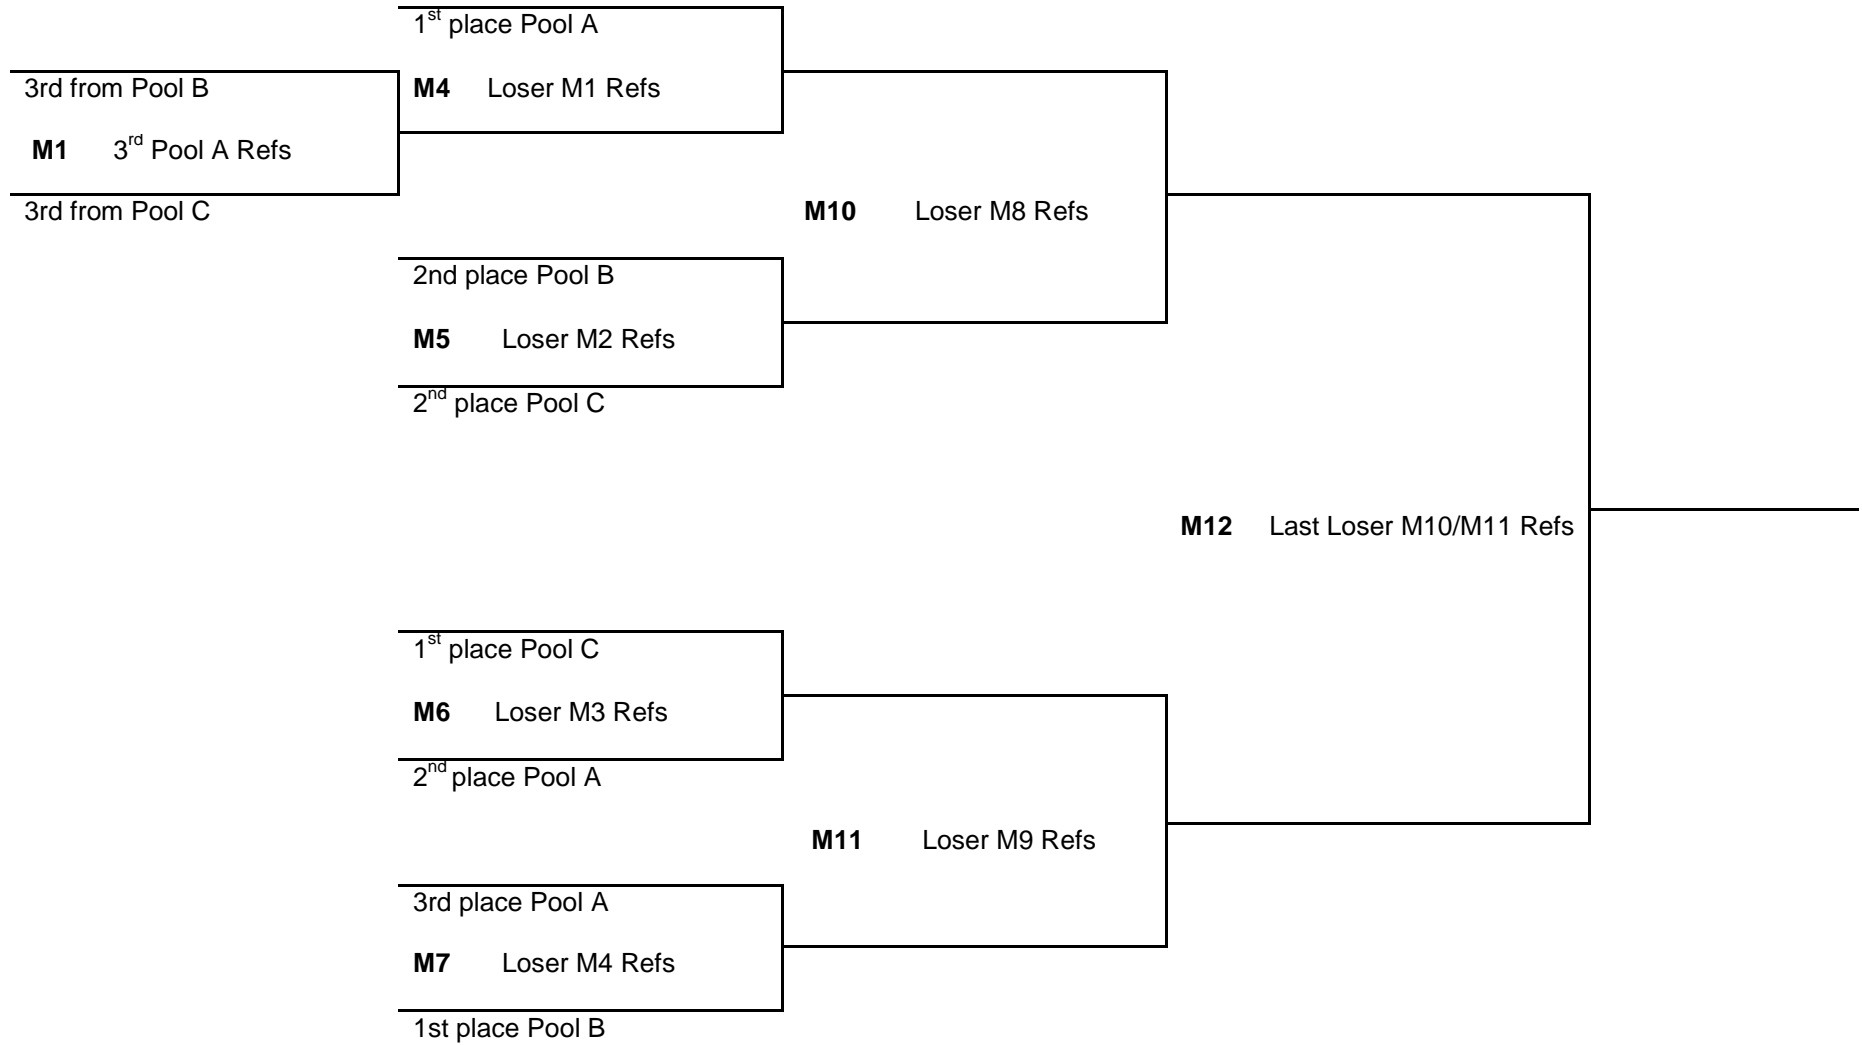 1st place Pool A
3rd from Pool B
M4 Loser M1 Refs
M1 3rd Pool A Refs
3rd from Pool C
M10 Loser M8 Refs
2nd place Pool B
M5 Loser M2 Refs
2nd place Pool C
M12 Last Loser M10/M11 Refs
1st place Pool C
M6 Loser M3 Refs
2nd place Pool A
M11 Loser M9 Refs
3rd place Pool A
M7 Loser M4 Refs
1st place Pool B